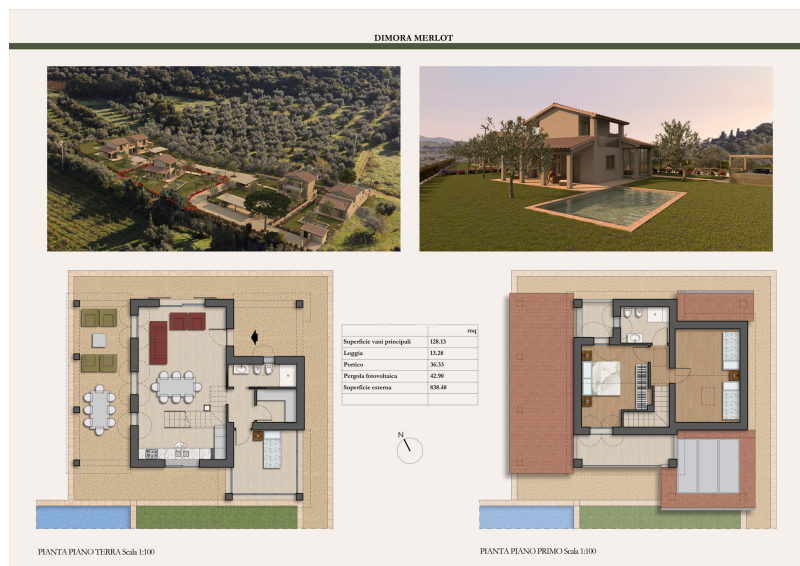 DIMORA MERLOT
mq
Superficie vani principali 128.13
Loggia 13.28
Portico 36.33
Pergola fotovoltaica 42.90
Superficie esterna 838.48
N
PIANTA PIANO TERRA Scala 1:100
PIANTA PIANO PRIMO Scala 1:100